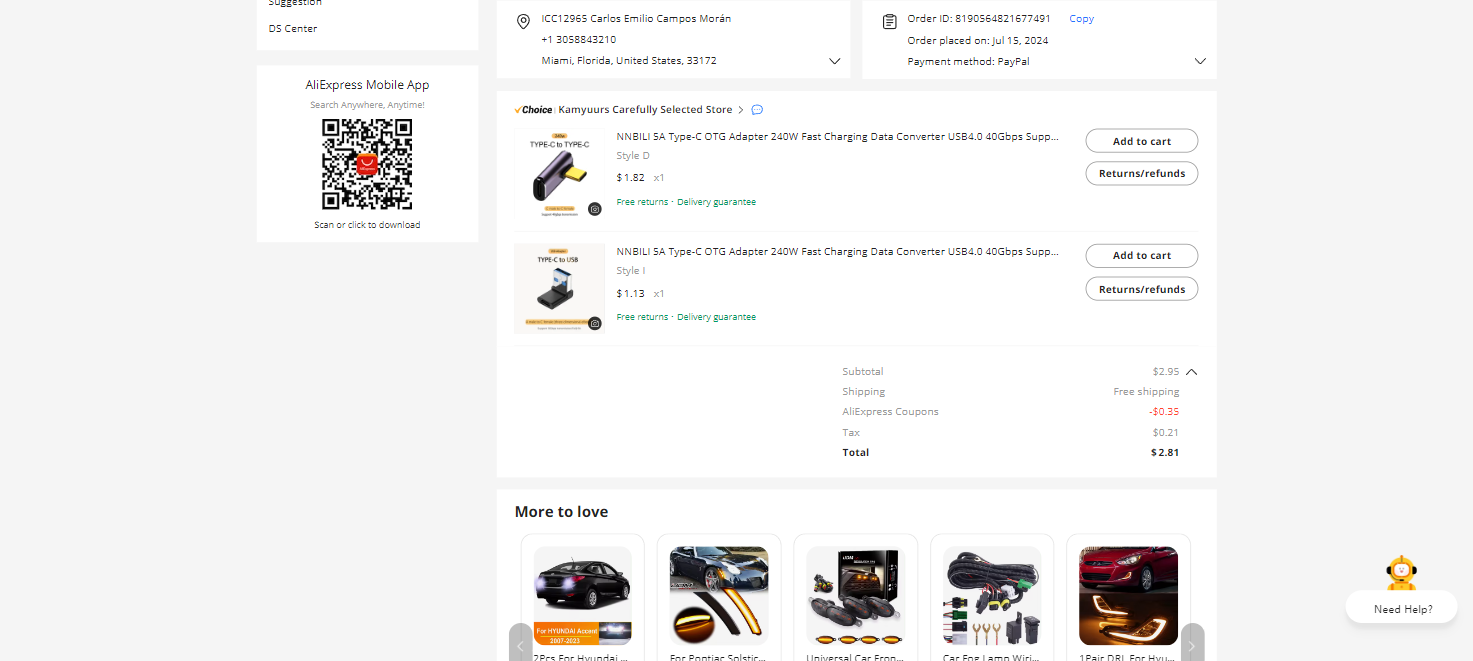 Suggestion
DS Center
AliExpress Mobile App
Search Anywhere, Anytime!
Scan or click to download
ICC12965 Carlos Emilio Campos Morán
+1 3058843210
Miami, Florida, United States, 33172
Order ID: 8190564821677491 Copy
Order placed on: Jul 15, 2024
Payment method: PayPal
Choice Kamyuurs Carefully Selected Store
240w
TYPE-C to TYPE-C
NNBILI 5A Type-C OTG Adapter 240W Fast Charging Data Converter USB4.0 40Gbps Supp...
Style D
$1.82 x1
Free returns · Delivery guarantee
Add to cart
Returns/refunds
TYPE-C to USB
NNBILI 5A Type-C OTG Adapter 240W Fast Charging Data Converter USB4.0 40Gbps Supp...
Style I
$1.13 x1
Free returns · Delivery guarantee
Add to cart
Returns/refunds
Subtotal $2.95
Shipping Free shipping
AliExpress Coupons -$0.35
Tax $0.21
Total $2.81
More to love
For HYUNDAI Accent
2007-2023
2Pcs For Hyundai ...
For Pontiac Solstic...
Universal Car Fron...
Car Fog Lamp Wiri...
1Pair DRL For Hyu...
Need Help?